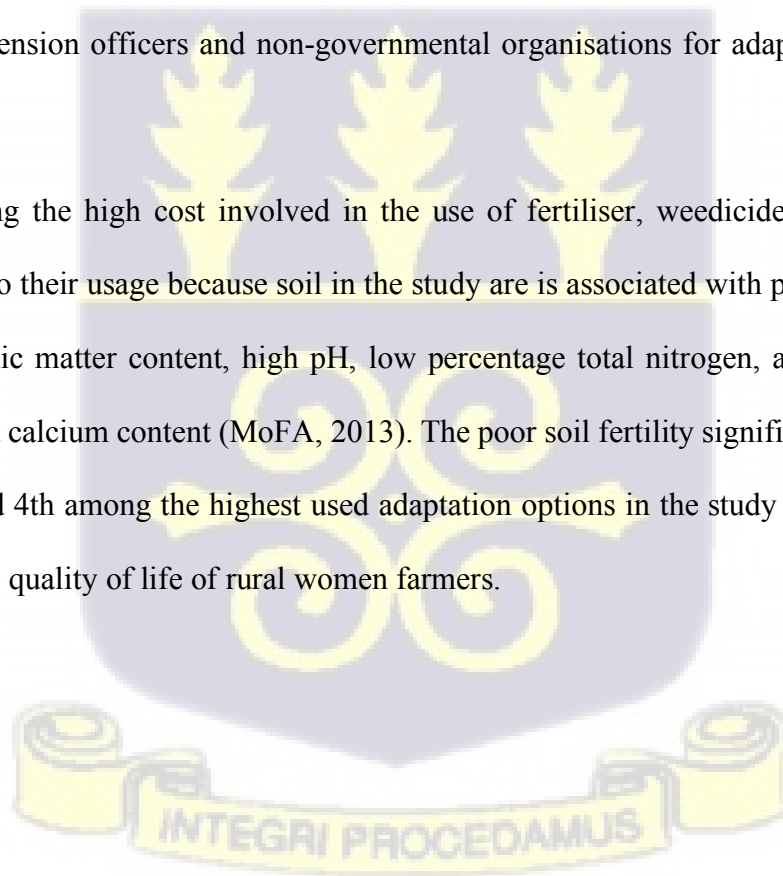 ension officers and non-governmental organisations for adap
ng the high cost involved in the use of fertiliser, weedicide
o their usage because soil in the study are is associated with p
ic matter content, high pH, low percentage total nitrogen, a
calcium content (MoFA, 2013). The poor soil fertility signifi
4th among the highest used adaptation options in the study
quality of life of rural women farmers.
INTEGRI PROCEDAMUS